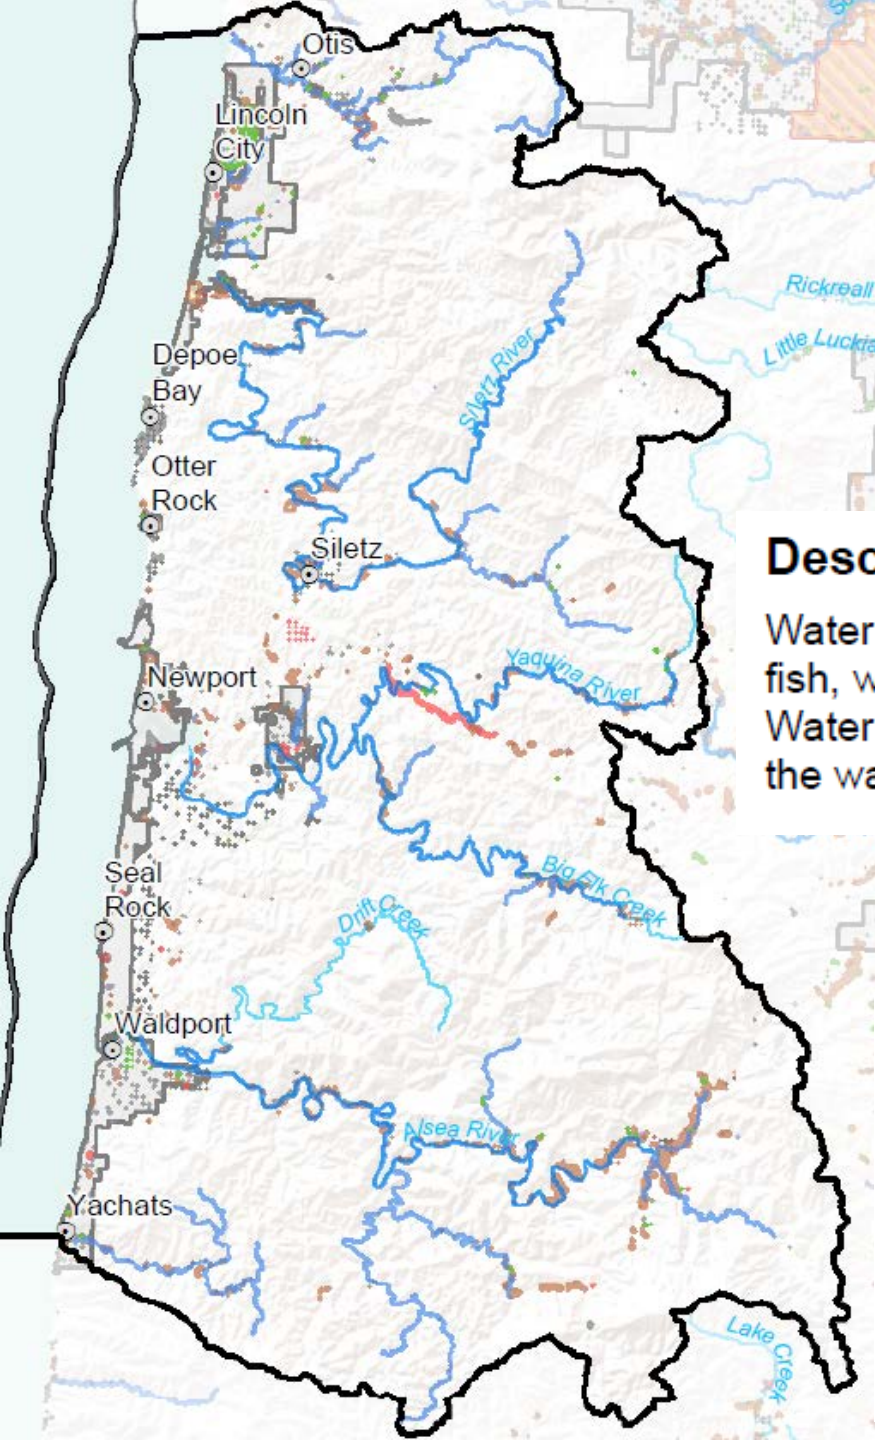 Otis
Lincoln
City
Rickreall
Little Luckia
Siletz River
Depoe
Bay
Otter
Rock
Siletz
Desc
Water
fish, w
Water
the wa
Yaquina River
Newport
Big Elk Creek
Seal
Rock
Drift Creek
Waldport
Alsea River
Yachats
Lake Creek